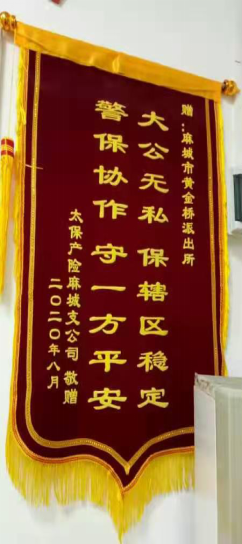 赠:麻城市黄金桥派出所
大公无私 保辖区稳定
警保协作 守一方平安
太保产险麻城支公司 敬赠
二〇二〇年八月